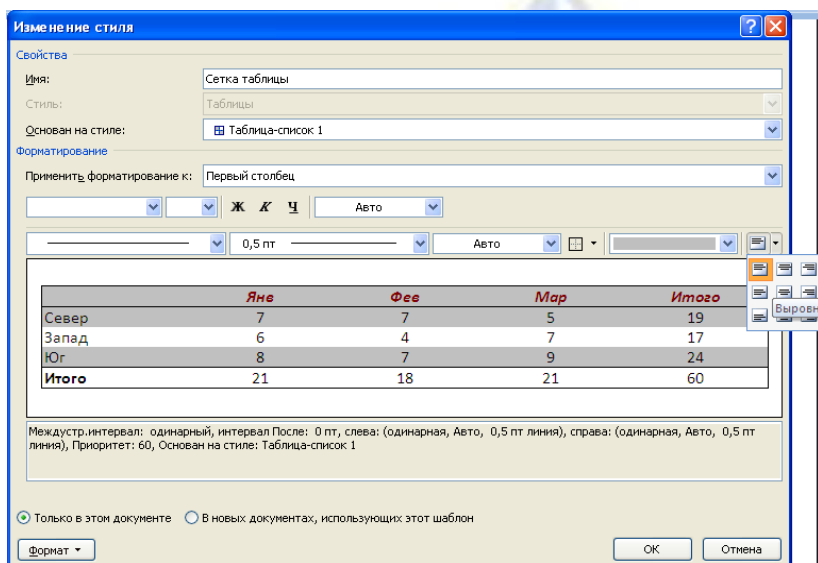 Изменение стиля
Свойства
Имя: Сетка таблицы
Стиль: Таблицы
Основан на стиле: Таблица-список 1
Форматирование
Применить форматирование к: Первый столбец
Ж К Ч Авто
0,5 пт Авто
Янв Фев Мар Итого
Север 7 7 5 19
Запад 6 4 7 17
Юг 8 7 9 24
Итого 21 18 21 60
Выровн
Междустр.интервал: одинарный, интервал После: 0 пт, слева: (одинарная, Авто, 0,5 пт линия), справа: (одинарная, Авто, 0,5 пт
линия), Приоритет: 60, Основан на стиле: Таблица-список 1
Только в этом документе В новых документах, использующих этот шаблон
Формат ОК Отмена